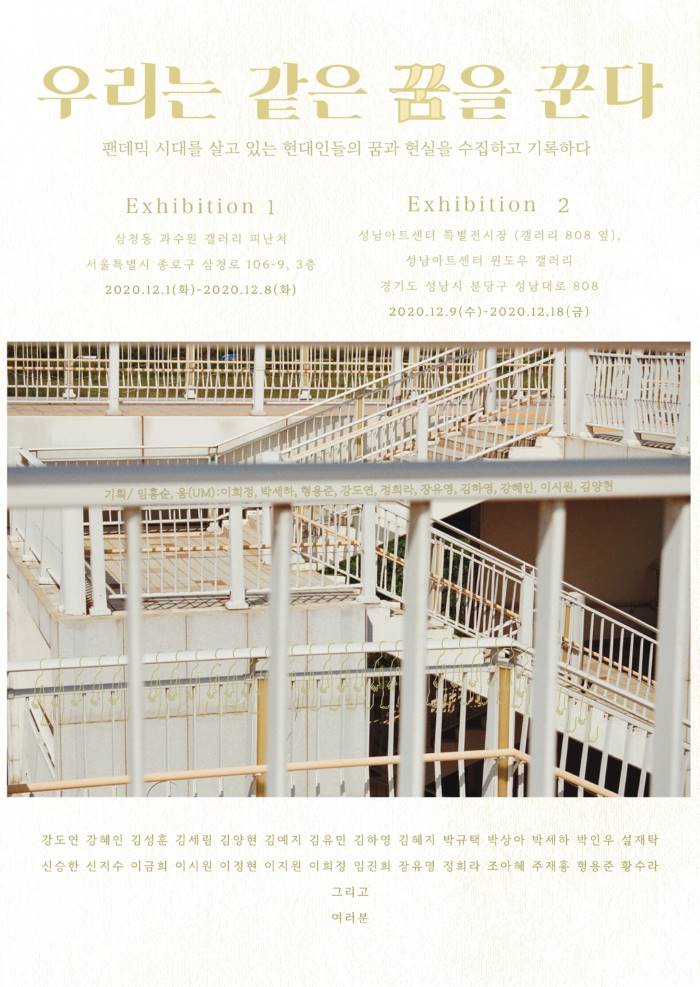 우리는 같은 꿈을 꾼다
팬데믹 시대를 살고 있는 현대인들의 꿈과 현실을 수집하고 기록하다
Exhibition 1
삼청동 과수원 갤러리 피난처
서울특별시 종로구 삼청로 106-9, 3층
2020.12.1(화)-2020.12.8(화)
Exhibition 2
성남아트센터 특별전시장 (갤러리 808 옆),
성남아트센터 윈도우 갤러리
경기도 성남시 분당구 성남대로 808
2020.12.9(수)-2020.12.18(금)
기획/ 임흥순, 움(UM):이희정, 박세하, 형용준, 강도연, 정희라, 장유영, 김하영, 강혜인, 이시원, 김양현
강도연 강혜인 김성훈 김세림 김양현 김예지 김유민 김하영 김혜지 박규택 박상아 박세하 박인우 설재탁
신승한 신지수 이금희 이시원 이정현 이지원 이희정 임진희 장유영 정희라 조아혜 주재홍 형용준 황수라
그리고
여러분